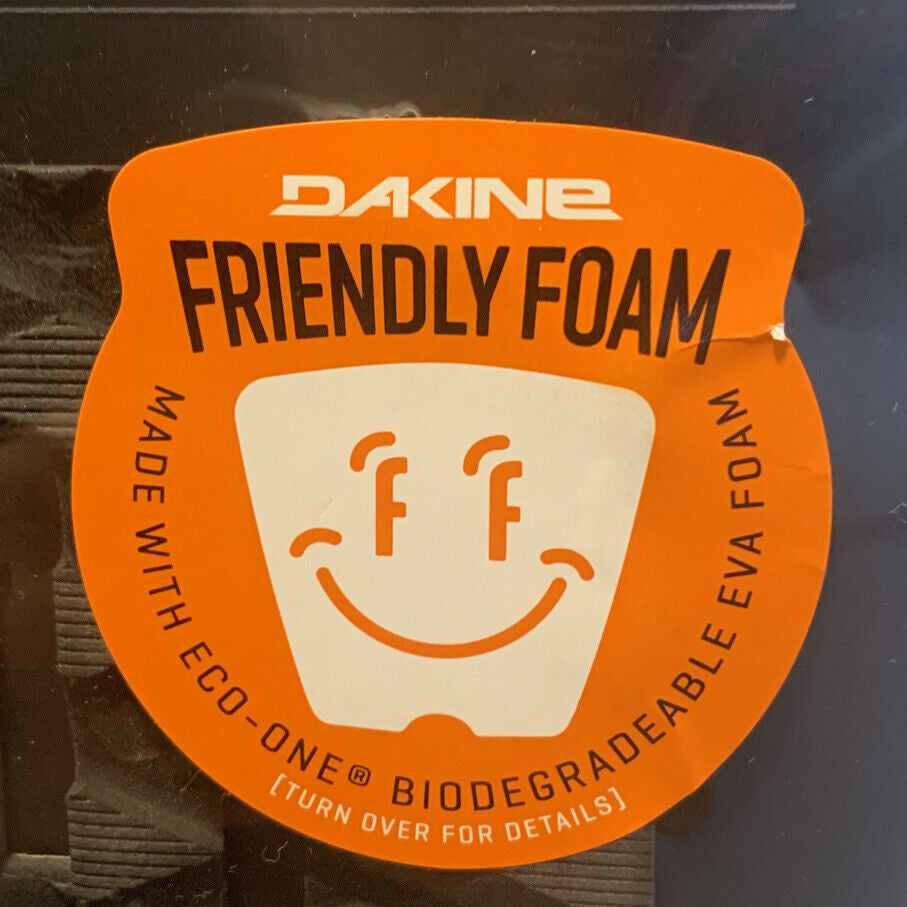 DAKINE
FRIENDLY FOAM
F F
MADE WITH ECO-ONE® BIODEGRADEABLE EVA FOAM
[TURN OVER FOR DETAILS]